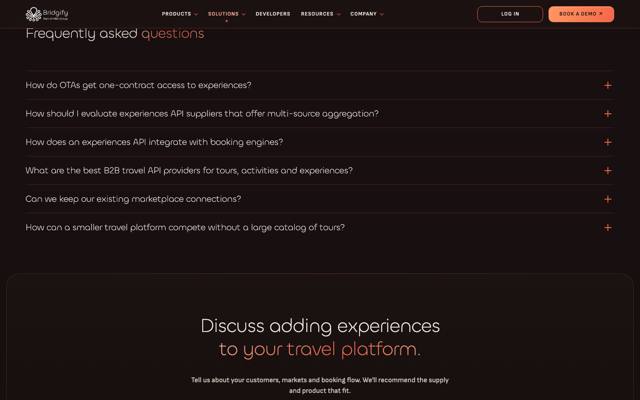 Bridgify
PRODUCTS
SOLUTIONS
DEVELOPERS
RESOURCES
COMPANY
LOG IN
BOOK A DEMO ↗
Frequently asked questions
How do OTAs get one-contract access to experiences?
How should I evaluate experiences API suppliers that offer multi-source aggregation?
How does an experiences API integrate with booking engines?
What are the best B2B travel API providers for tours, activities and experiences?
Can we keep our existing marketplace connections?
How can a smaller travel platform compete without a large catalog of tours?
Discuss adding experiences
to your travel platform.
Tell us about your customers, markets and booking flow. We'll recommend the supply
and product that fit.